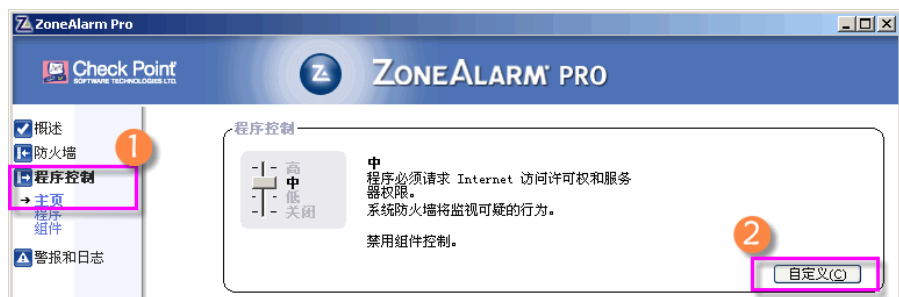 ZoneAlarm Pro
Check Point
SOFTWARE TECHNOLOGIES LTD.
Z
ZONEALARM PRO
概述
防火墙
1
程序控制
主页
程序
组件
警报和日志
程序控制
高
中
低
关闭
中
程序必须请求 Internet 访问许可权和服务
器权限。
系统防火墙将监视可疑的行为。
禁用组件控制。
2
自定义(C)